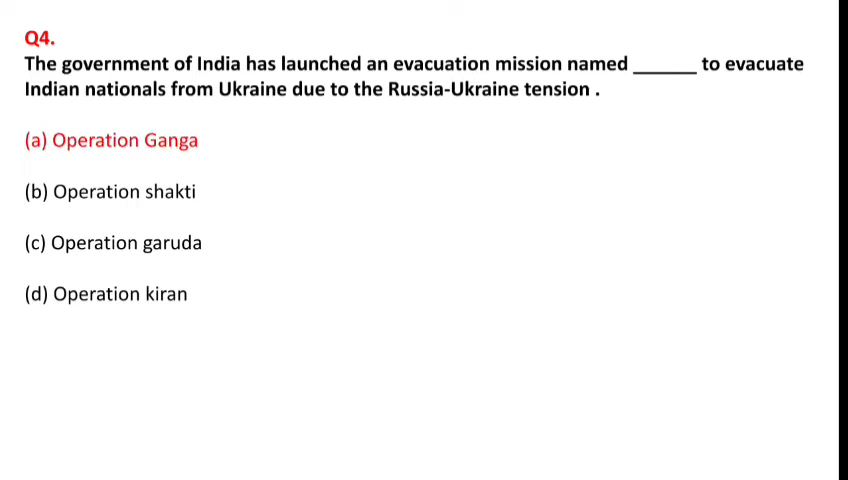 Q4.
The government of India has launched an evacuation mission named ______ to evacuate
Indian nationals from Ukraine due to the Russia-Ukraine tension .
(a) Operation Ganga
(b) Operation shakti
(c) Operation garuda
(d) Operation kiran